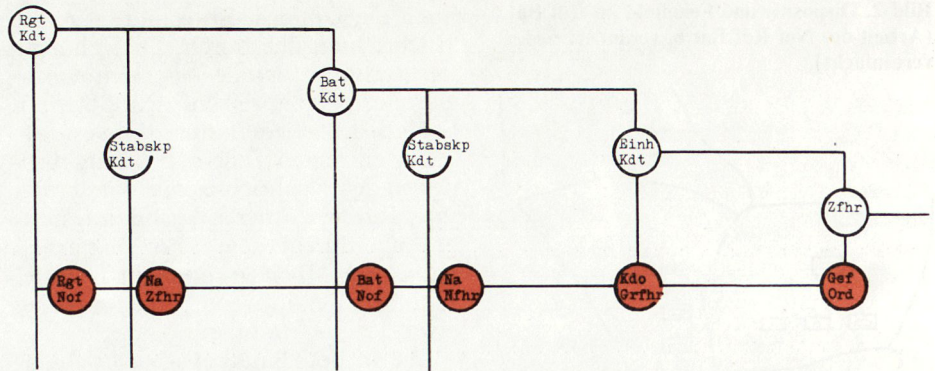 Rgt
Kdt
Bat
Kdt
Stabskp
Kdt
Stabskp
Kdt
Einh
Kdt
Zfhr
Rgt
Nof
Na
Zfhr
Bat
Nof
Na
Nfhr
Kdo
Grfhr
Gef
Ord